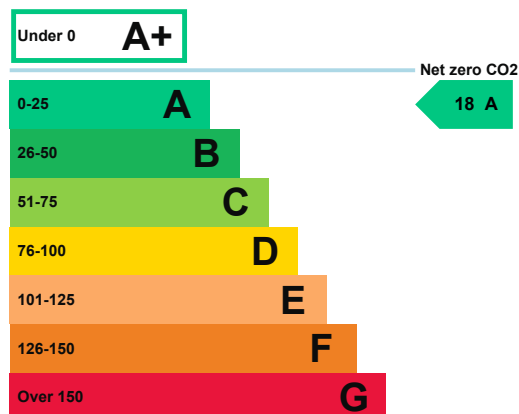 Under 0 A+
Net zero CO2
0-25 A
18 A
26-50 B
51-75 C
76-100 D
101-125 E
126-150 F
Over 150 G